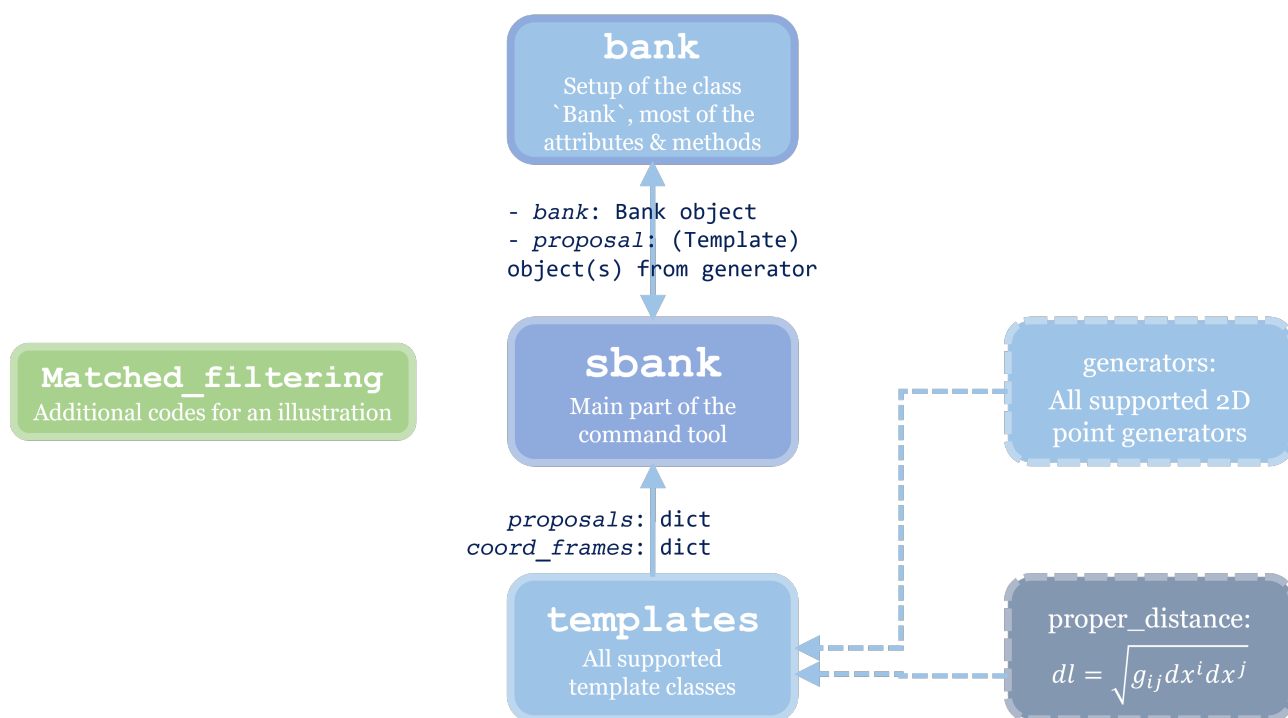 bank
Setup of the class
`Bank`, most of the
attributes & methods
- bank: Bank object
- proposal: (Template)
object(s) from generator
Matched_filtering
Additional codes for an illustration
sbank
Main part of the
command tool
generators:
All supported 2D
point generators
proposals: dict
coord_frames: dict
templates
All supported
template classes
proper_distance:
dl = √(g_{ij}dx^i dx^j)